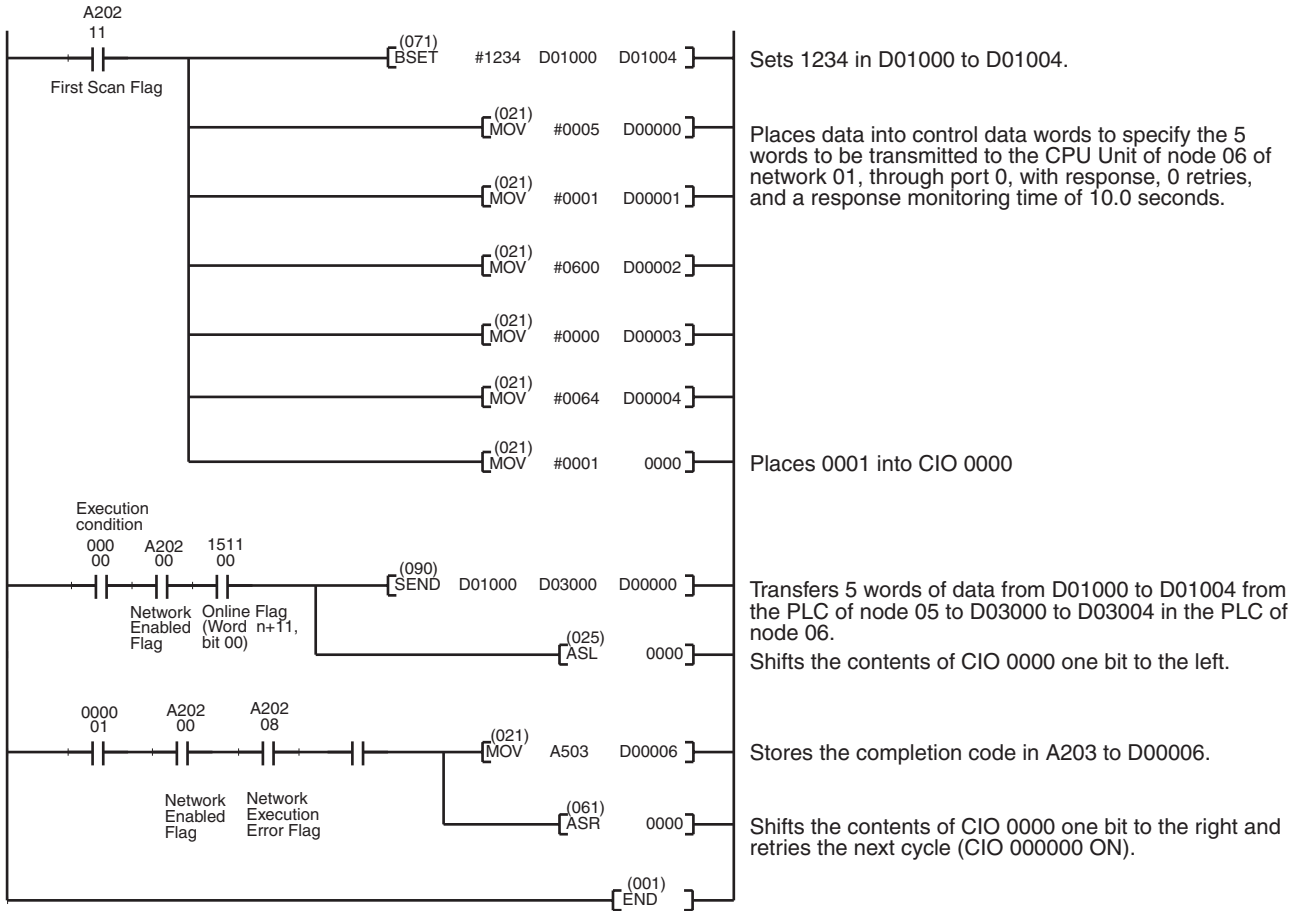 A202
11
First Scan Flag
(071)
BSET #1234 D01000 D01004
Sets 1234 in D01000 to D01004.
(021)
MOV #0005 D00000
Places data into control data words to specify the 5
words to be transmitted to the CPU Unit of node 06 of
network 01, through port 0, with response, 0 retries,
and a response monitoring time of 10.0 seconds.
(021)
MOV #0001 D00001
(021)
MOV #0600 D00002
(021)
MOV #0000 D00003
(021)
MOV #0064 D00004
(021)
MOV #0001 0000
Places 0001 into CIO 0000
Execution
condition
000
00
A202
00
1511
00
Network
Enabled
Flag
Online Flag
(Word n+11,
bit 00)
(090)
SEND D01000 D03000 D00000
Transfers 5 words of data from D01000 to D01004 from
the PLC of node 05 to D03000 to D03004 in the PLC of
node 06.
(025)
ASL 0000
Shifts the contents of CIO 0000 one bit to the left.
0000
01
A202
00
A202
08
Network
Enabled
Flag
Network
Execution
Error Flag
(021)
MOV A503 D00006
Stores the completion code in A203 to D00006.
(061)
ASR 0000
Shifts the contents of CIO 0000 one bit to the right and
retries the next cycle (CIO 000000 ON).
(001)
END